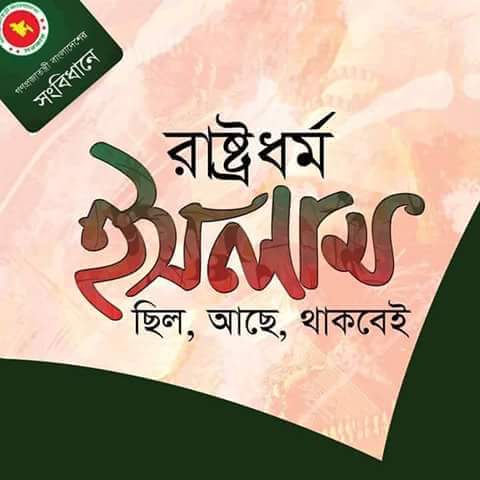 গণপ্রজাতন্ত্রী বাংলাদেশের
সংবিধানে
রাষ্ট্রধর্ম
ইসলাম
ছিল, আছে, থাকবেই